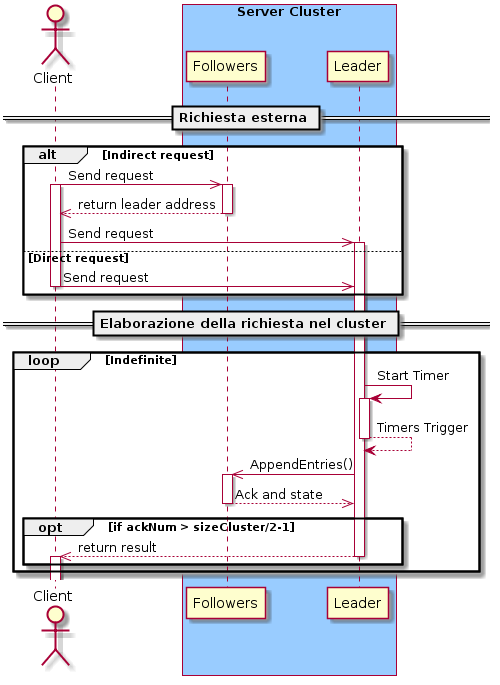 Server Cluster
Client
Followers
Leader
Richiesta esterna
alt [Indirect request]
Send request
return leader address
Send request
[Direct request]
Send request
Elaborazione della richiesta nel cluster
loop [Indefinite]
Start Timer
Timers Trigger
AppendEntries()
Ack and state
opt [if ackNum > sizeCluster/2-1]
return result
Client
Followers
Leader